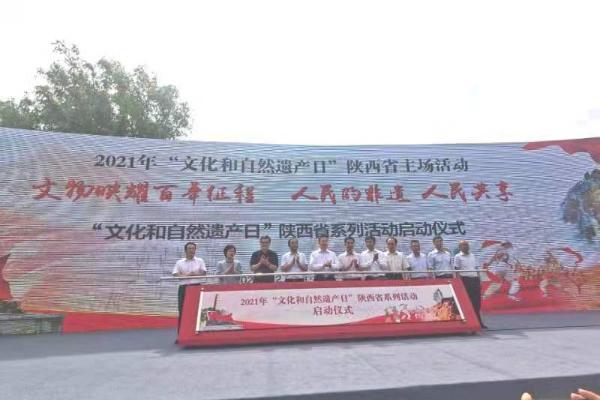 2021年“文化和自然遗产日”陕西省主场活动
文物映耀百年征程 人民的非遗 人民共享
“文化和自然遗产日”陕西省系列活动启动仪式
2021年“文化和自然遗产日”陕西省系列活动
启动仪式